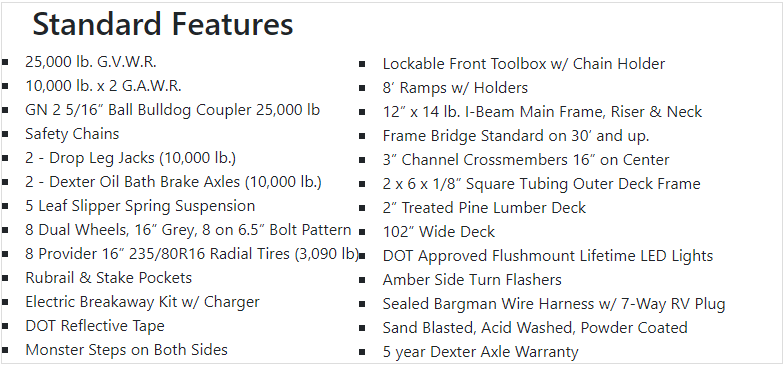 Standard Features
25,000 lb. G.V.W.R.
10,000 lb. x 2 G.A.W.R.
GN 2 5/16” Ball Bulldog Coupler 25,000 lb
Safety Chains
2 - Drop Leg Jacks (10,000 lb.)
2 - Dexter Oil Bath Brake Axles (10,000 lb.)
5 Leaf Slipper Spring Suspension
8 Dual Wheels, 16” Grey, 8 on 6.5” Bolt Pattern
8 Provider 16” 235/80R16 Radial Tires (3,090 lb)
Rubrail & Stake Pockets
Electric Breakaway Kit w/ Charger
DOT Reflective Tape
Monster Steps on Both Sides
Lockable Front Toolbox w/ Chain Holder
8’ Ramps w/ Holders
12” x 14 lb. I-Beam Main Frame, Riser & Neck
Frame Bridge Standard on 30’ and up.
3” Channel Crossmembers 16” on Center
2 x 6 x 1/8” Square Tubing Outer Deck Frame
2” Treated Pine Lumber Deck
102” Wide Deck
DOT Approved Flushmount Lifetime LED Lights
Amber Side Turn Flashers
Sealed Bargman Wire Harness w/ 7-Way RV Plug
Sand Blasted, Acid Washed, Powder Coated
5 year Dexter Axle Warranty